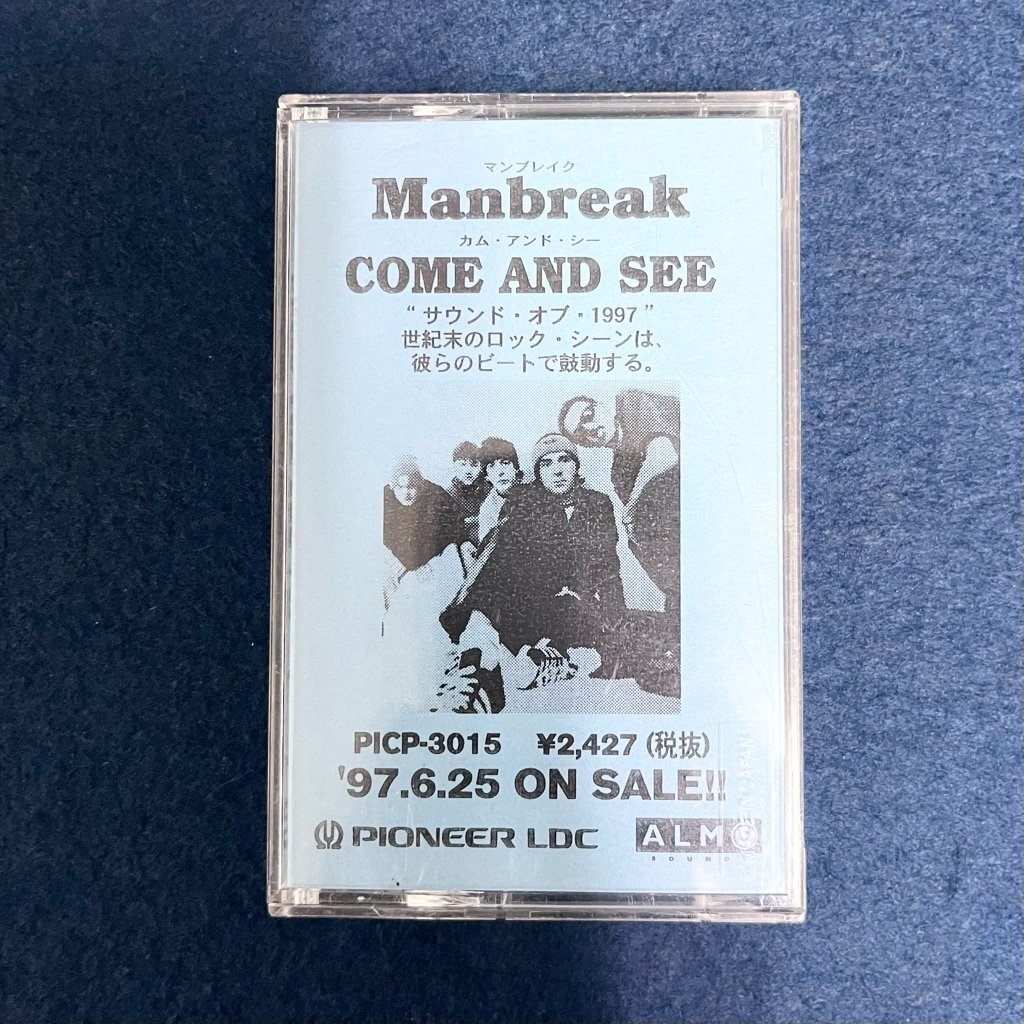 マンブレイク
Manbreak
カム・アンド・シー
COME AND SEE
“サウンド・オブ・1997”
世紀末のロック・シーンは、
彼らのビートで鼓動する。
PICP-3015 ¥2,427 (税抜)
'97.6.25 ON SALE!!
PIONEER LDC
ALMO
SOUND